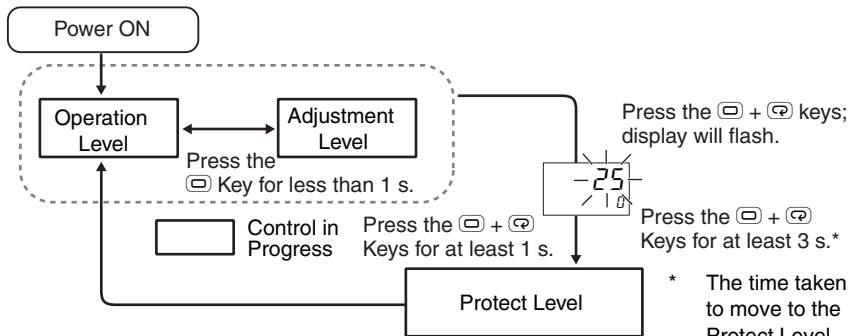 Power ON
Operation
Level
Adjustment
Level
Press the
Key for less than 1 s.
Press the + keys;
display will flash.
25
0
Control in
Progress
Press the +
Keys for at least 1 s.
Press the +
Keys for at least 3 s.*
Protect Level
* The time taken
to move to the
Protect Level